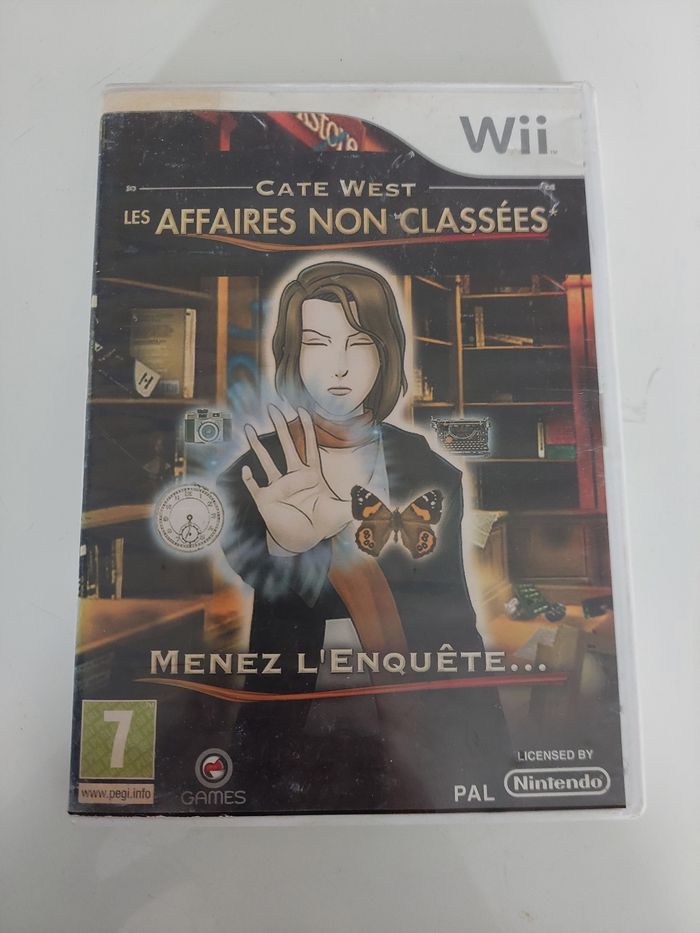 Wii
CATE WEST
LES AFFAIRES NON CLASSÉES*
MENEZ L'ENQUÊTE...
7
www.pegi.info
GAMES
PAL
LICENSED BY
Nintendo